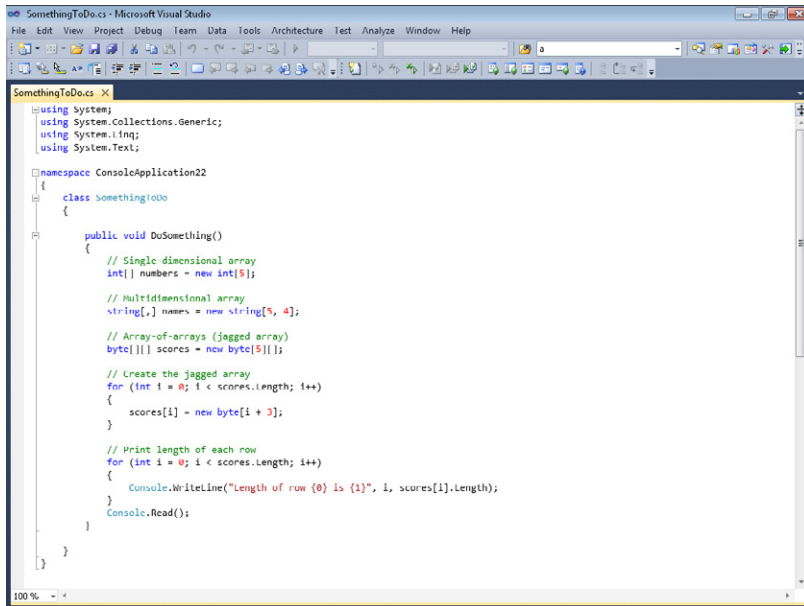 SomethingToDo.cs - Microsoft Visual Studio
File Edit View Project Debug Team Data Tools Architecture Test Analyze Window Help
a
SomethingToDo.cs X
using System;
using System.Collections.Generic;
using System.Linq;
using System.Text;
namespace ConsoleApplication22
{
class SomethingToDo
{
public void DoSomething()
{
// Single-dimensional array
int[] numbers = new int[5];
// Multidimensional array
string[,] names = new string[5, 4];
// Array-of-arrays (jagged array)
byte[][] scores = new byte[5][];
// Create the jagged array
for (int i = 0; i < scores.Length; i++)
{
scores[i] = new byte[i + 3];
}
// Print length of each row
for (int i = 0; i < scores.Length; i++)
{
Console.WriteLine("Length of row {0} is {1}", i, scores[i].Length);
}
Console.Read();
}
}
}
100 %